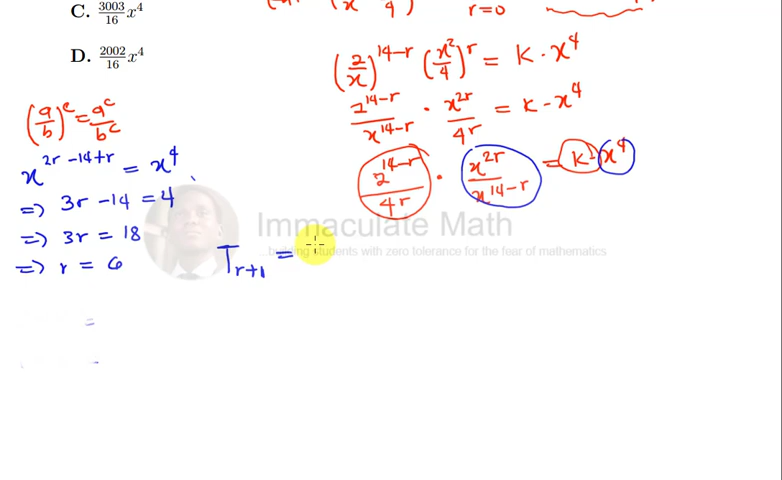 C. 3003/16 x^4
r=0
D. 2002/16 x^4
(2/x)^14-r (x^2/4)^r = K · x^4
(a/b)^c = a^c/b^c
2^14-r/x^14-r · x^2r/4^r = K - x^4
x^2r-14+r = x^4
2^14-r/4^r · x^2r/x^14-r = K · x^4
=> 3r - 14 = 4
Immaculate Math
=> 3r = 18
...building students with zero tolerance for the fear of mathematics
=> r = 6
T r+1 =
=